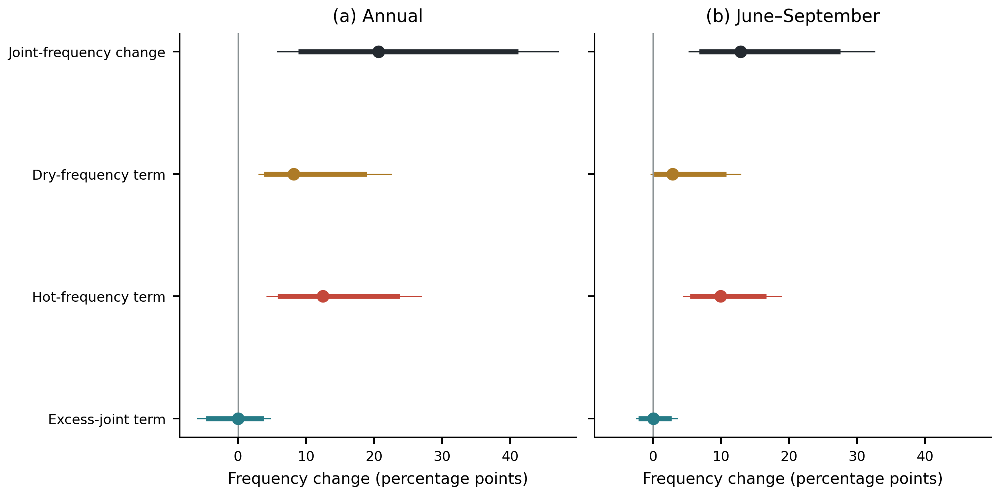 (a) Annual
(b) June–September
Joint-frequency change
Dry-frequency term
Hot-frequency term
Excess-joint term
0 10 20 30 40
0 10 20 30 40
Frequency change (percentage points)
Frequency change (percentage points)